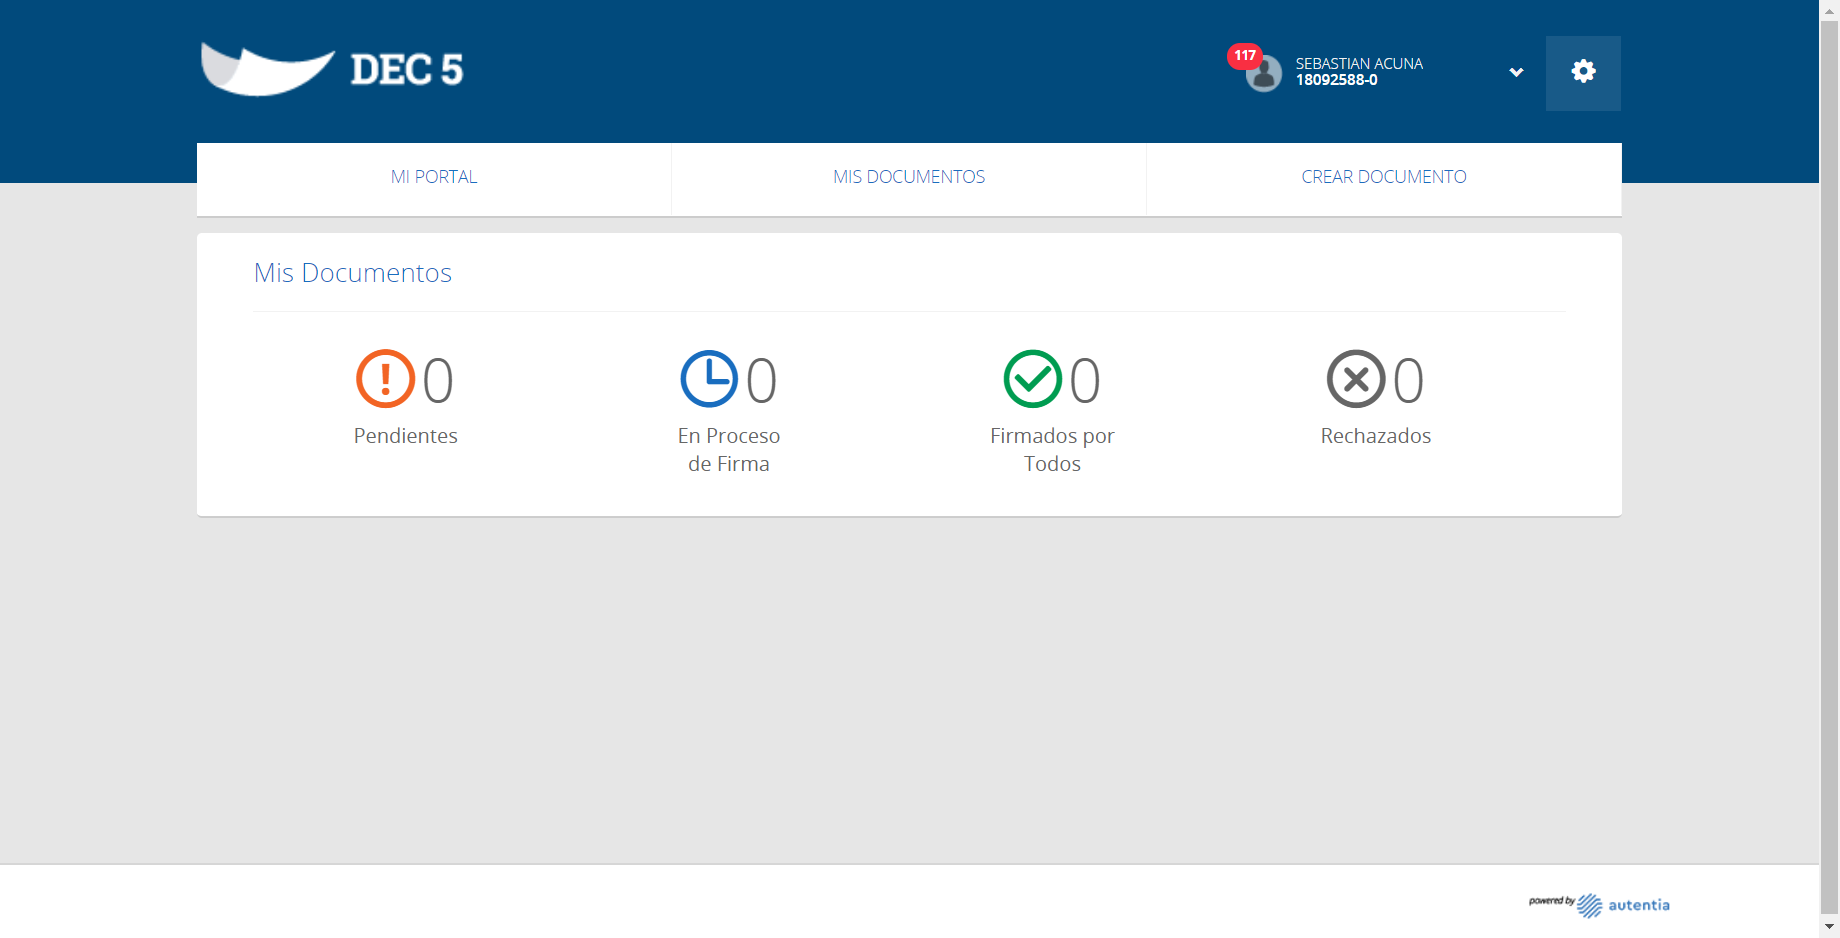 DEC 5
117
SEBASTIAN ACUNA
18092588-0
MI PORTAL
MIS DOCUMENTOS
CREAR DOCUMENTO
Mis Documentos
0
Pendientes
0
En Proceso
de Firma
0
Firmados por
Todos
0
Rechazados
powered by autentia